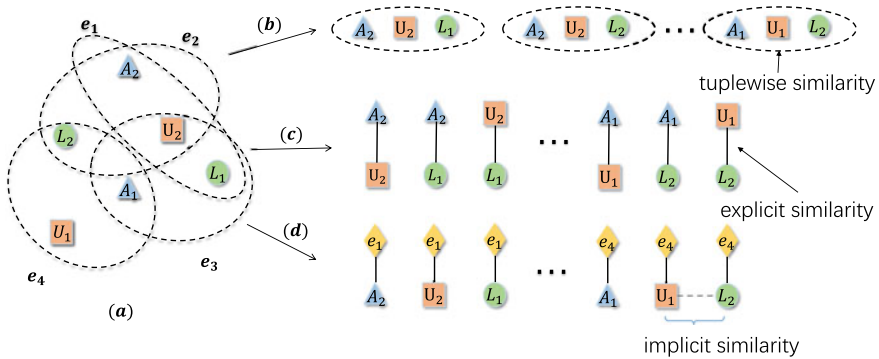 e₁
e₂
A₂
L₂
U₂
L₁
A₁
U₁
e₃
e₄
(a)
(b)
A₂ U₂ L₁ A₂ U₂ L₂ ··· A₁ U₁ L₂
tuplewise similarity
(c)
A₂ A₂ U₂ ··· A₁ A₁ U₁
U₂ L₁ L₁ U₁ L₂ L₂
explicit similarity
(d)
e₁ e₁ e₁ ··· e₄ e₄ e₄
A₂ U₂ L₁ A₁ U₁ L₂
implicit similarity